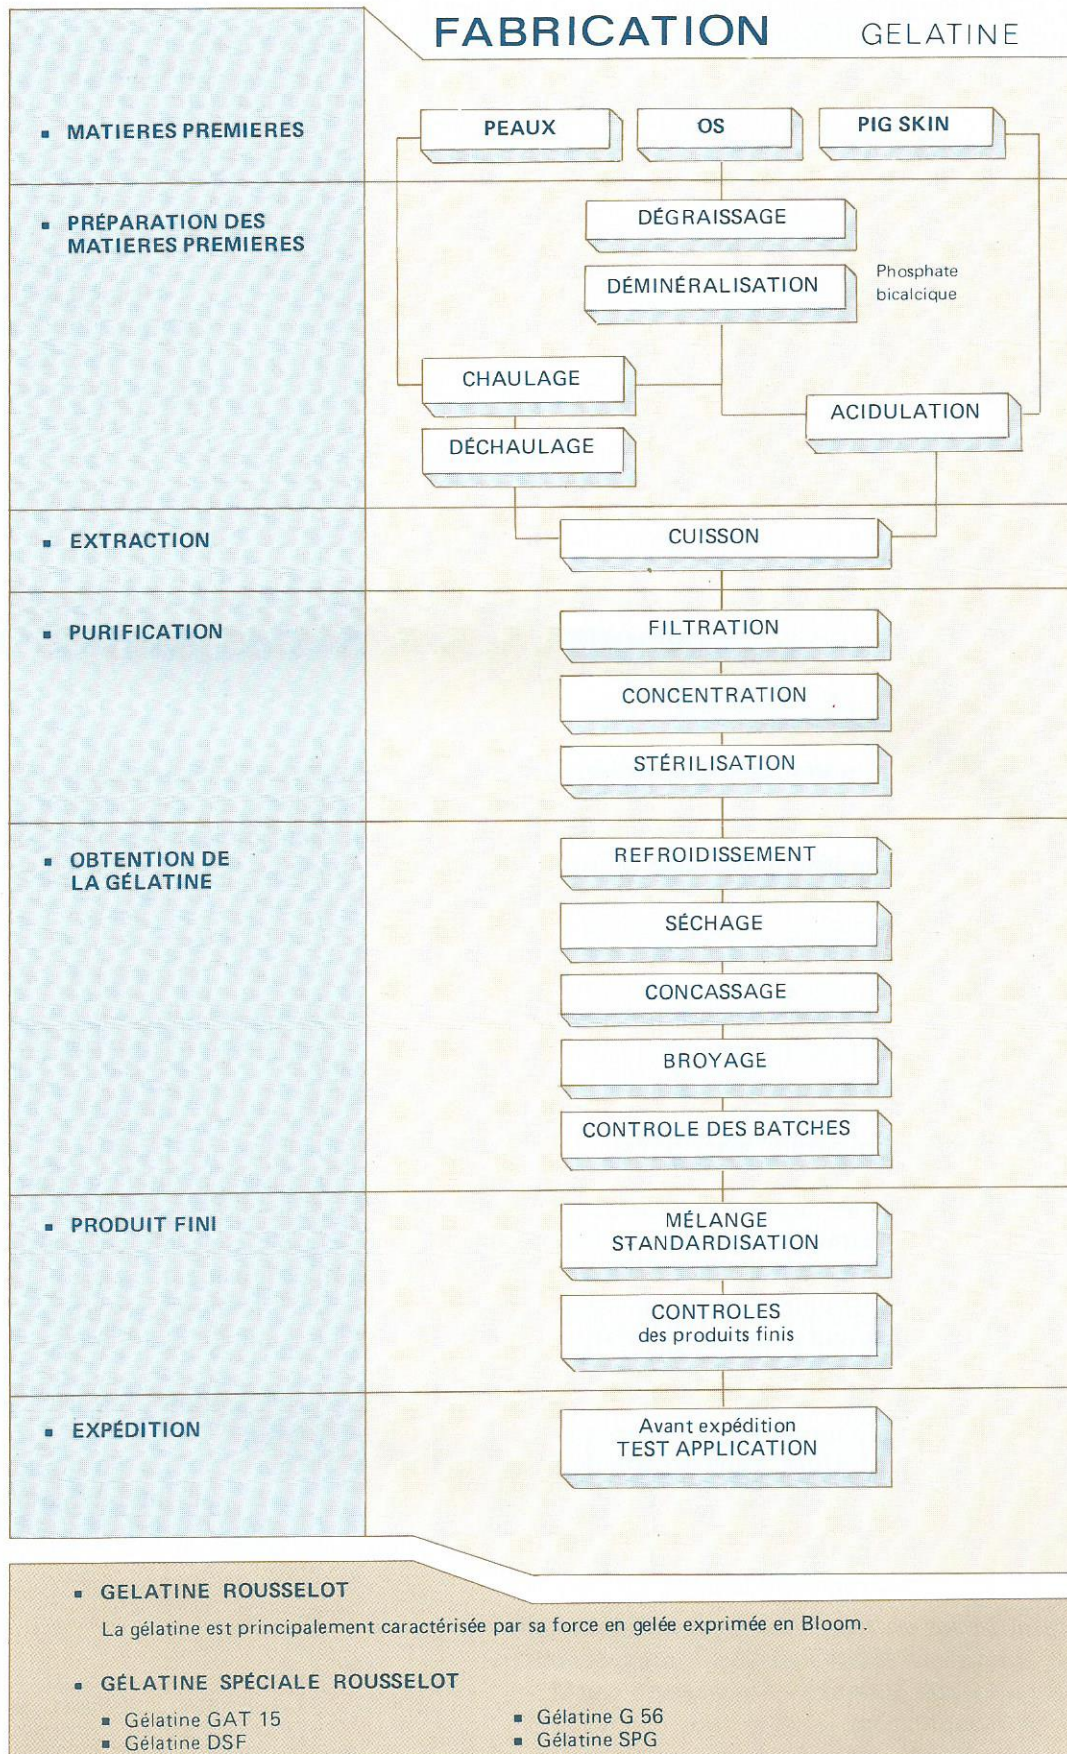 FABRICATION GELATINE
▪ MATIERES PREMIERES
PEAUX
OS
PIG SKIN
▪ PRÉPARATION DES
MATIERES PREMIERES
DÉGRAISSAGE
DÉMINÉRALISATION
Phosphate
bicalcique
CHAULAGE
ACIDULATION
DÉCHAULAGE
▪ EXTRACTION
CUISSON
▪ PURIFICATION
FILTRATION
CONCENTRATION
STÉRILISATION
▪ OBTENTION DE
LA GÉLATINE
REFROIDISSEMENT
SÉCHAGE
CONCASSAGE
BROYAGE
CONTROLE DES BATCHES
▪ PRODUIT FINI
MÉLANGE
STANDARDISATION
CONTROLES
des produits finis
▪ EXPÉDITION
Avant expédition
TEST APPLICATION
▪ GELATINE ROUSSELOT
La gélatine est principalement caractérisée par sa force en gelée exprimée en Bloom.
▪ GÉLATINE SPÉCIALE ROUSSELOT
▪ Gélatine GAT 15
▪ Gélatine DSF
▪ Gélatine G 56
▪ Gélatine SPG